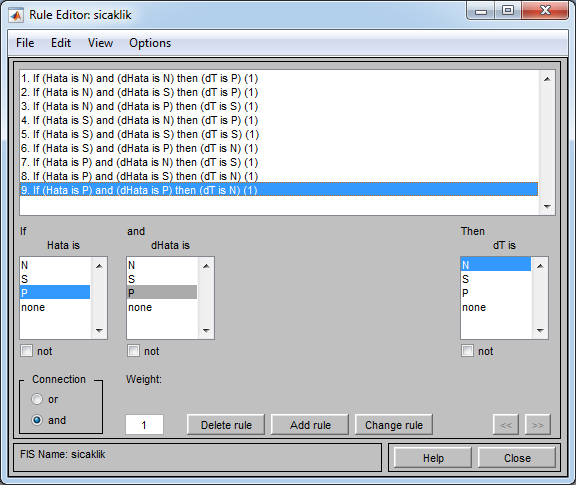 Rule Editor: sicaklik
File Edit View Options
1. If (Hata is N) and (dHata is N) then (dT is P) (1)
2. If (Hata is N) and (dHata is S) then (dT is P) (1)
3. If (Hata is N) and (dHata is P) then (dT is S) (1)
4. If (Hata is S) and (dHata is N) then (dT is P) (1)
5. If (Hata is S) and (dHata is S) then (dT is S) (1)
6. If (Hata is S) and (dHata is P) then (dT is N) (1)
7. If (Hata is P) and (dHata is N) then (dT is S) (1)
8. If (Hata is P) and (dHata is S) then (dT is N) (1)
9. If (Hata is P) and (dHata is P) then (dT is N) (1)
If and Then
Hata is dHata is dT is
N N N
S S S
P P P
none none none
not not not
Connection Weight:
or
and 1 Delete rule Add rule Change rule << >>
FIS Name: sicaklik Help Close